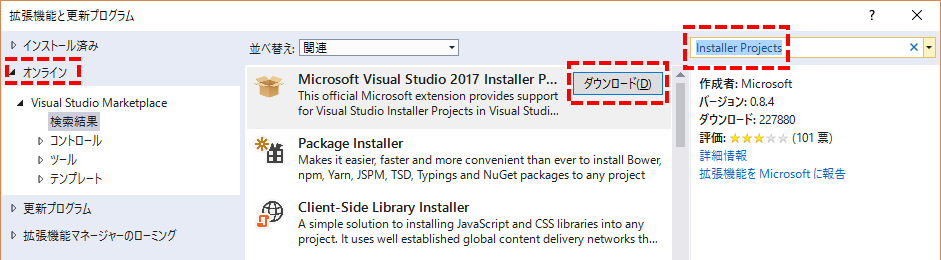 拡張機能と更新プログラム
? ×
▷ インストール済み
◢ オンライン
◢ Visual Studio Marketplace
検索結果
▷ コントロール
▷ ツール
▷ テンプレート
▷ 更新プログラム
▷ 拡張機能マネージャーのローミング
並べ替え: 関連
Microsoft Visual Studio 2017 Installer P...
This official Microsoft extension provides support
for Visual Studio Installer Projects in Visual Studi...
ダウンロード(D)
Package Installer
Makes it easier, faster and more convenient than ever to install Bower,
npm, Yarn, JSPM, TSD, Typings and NuGet packages to any project
Client-Side Library Installer
A simple solution to installing JavaScript and CSS libraries into
any project. It uses well established global content delivery networks th...
Installer Projects
作成者: Microsoft
バージョン: 0.8.4
ダウンロード: 227880
評価: ★★★☆☆ (101 票)
詳細情報
拡張機能を Microsoft に報告